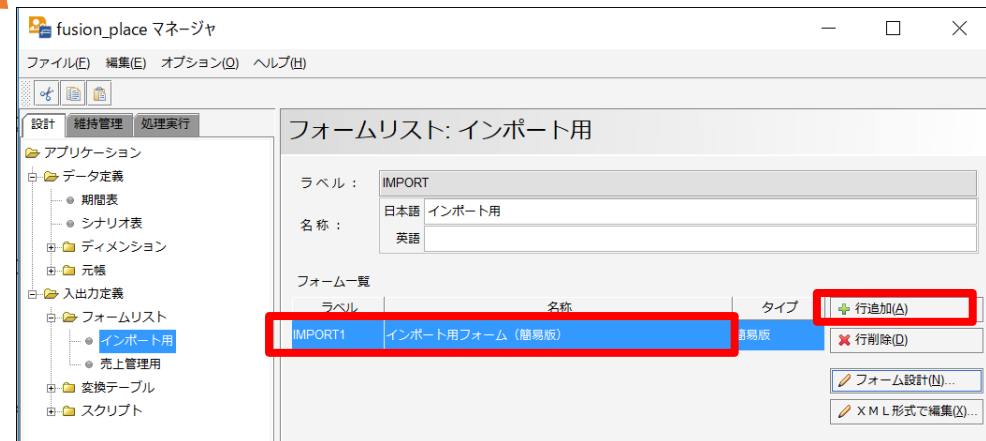 fusion_place マネージャ
ファイル(F) 編集(E) オプション(O) ヘルプ(H)
設計 維持管理 処理実行
アプリケーション
データ定義
期間表
シナリオ表
ディメンション
元帳
入出力定義
フォームリスト
インポート用
売上管理用
変換テーブル
スクリプト
フォームリスト: インポート用
ラベル: IMPORT
名称:
日本語 インポート用
英語
フォーム一覧
ラベル 名称 タイプ
IMPORT1 インポート用フォーム（簡易版） 簡易版
行追加(A)
行削除(D)
フォーム設計(N)...
XML形式で編集(X)...